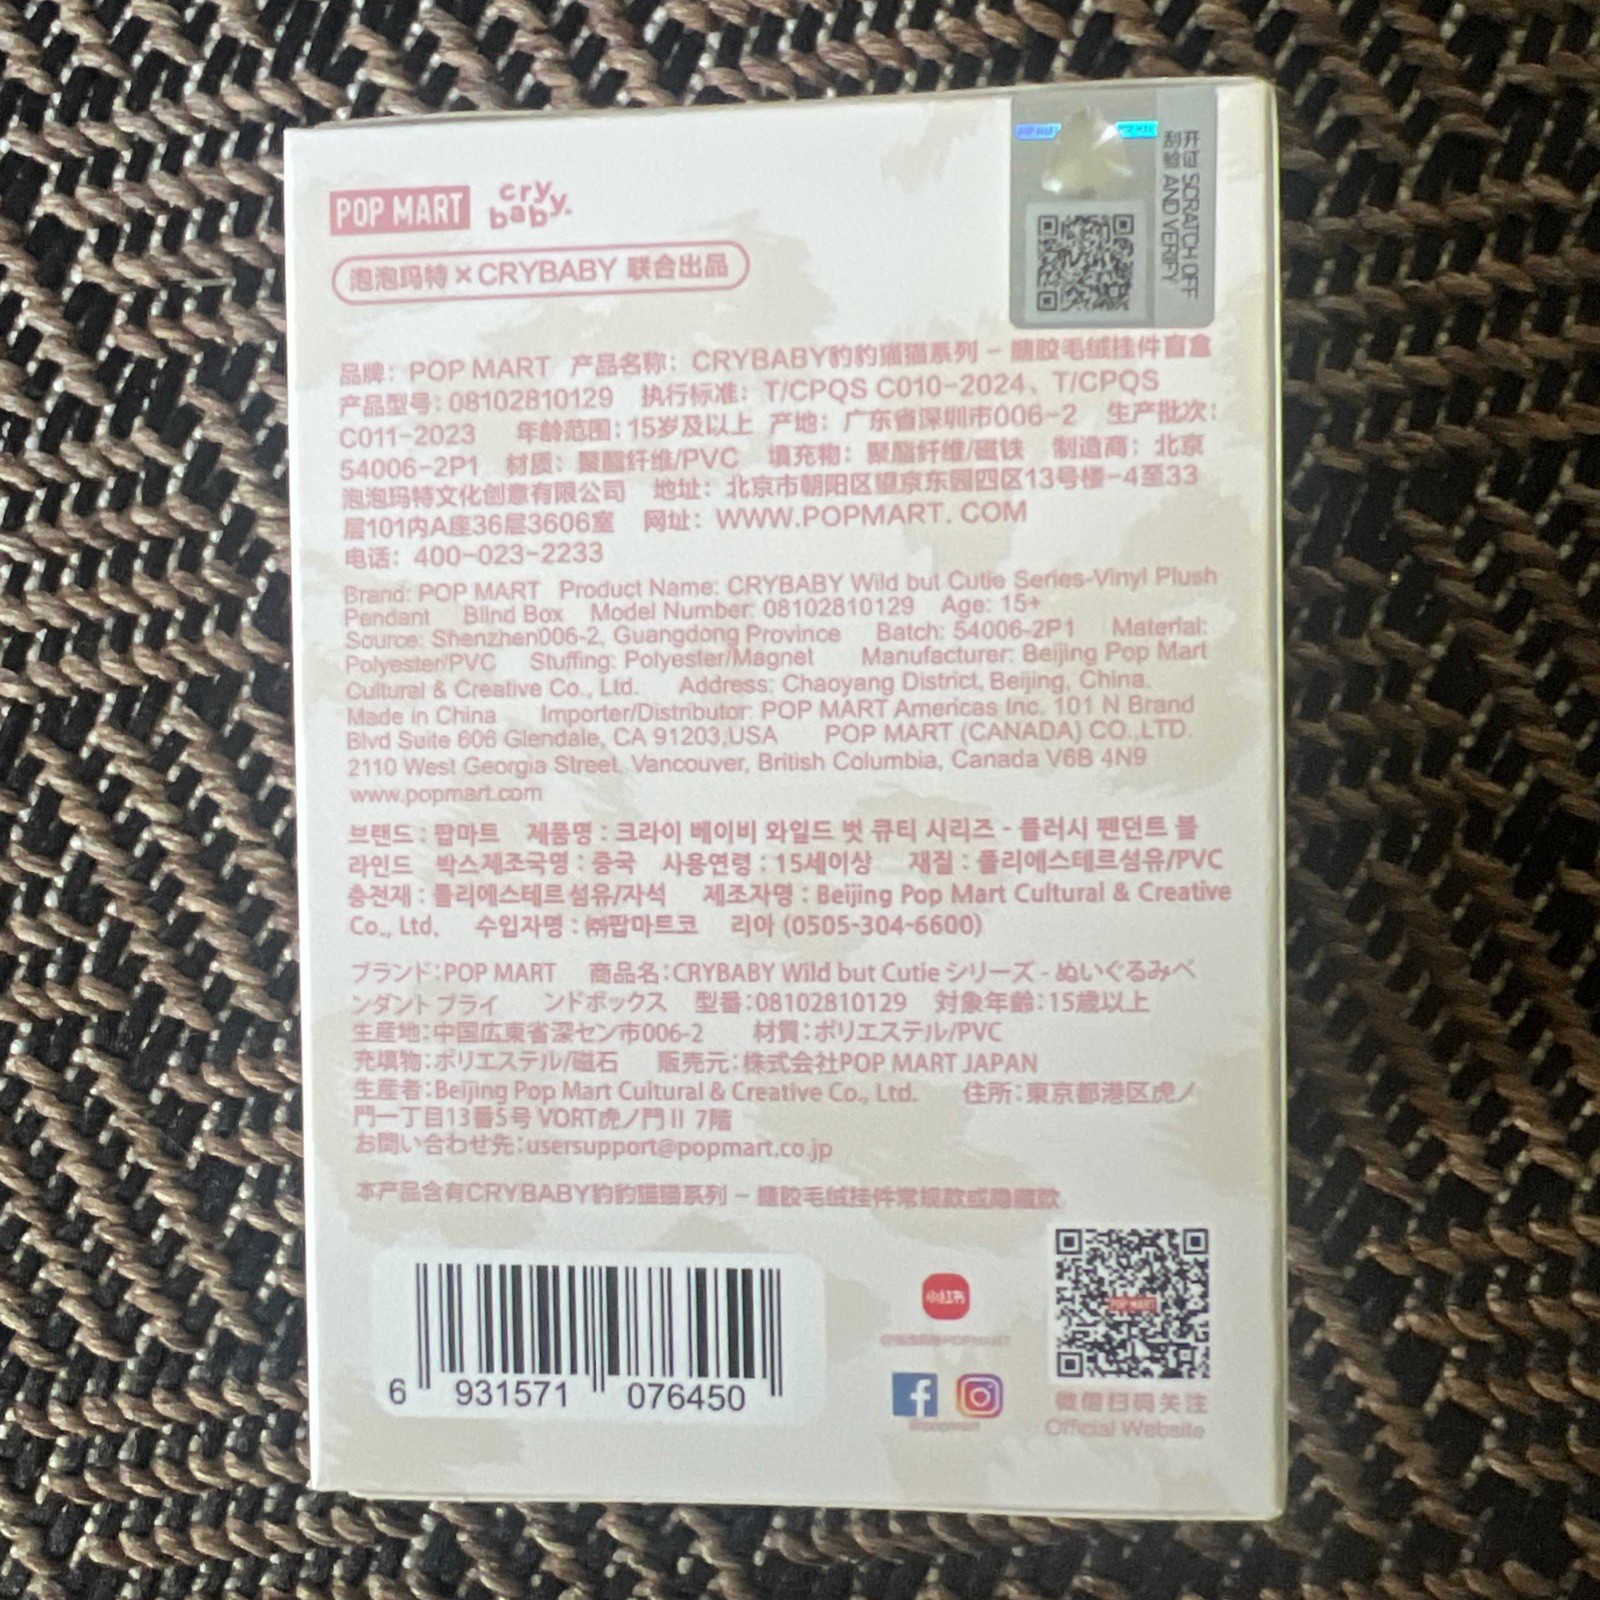 POP MART
cry
baby.
泡泡玛特×CRYBABY 联合出品
POP MART
POP MART
刮开
验证 SCRATCH OFF
AND VERIFY
品牌：POP MART 产品名称：CRYBABY豹豹猫猫系列－搪胶毛绒挂件盲盒
产品型号：08102810129 执行标准：T/CPQS C010-2024、T/CPQS
C011-2023 年龄范围：15岁及以上 产地：广东省深圳市006-2 生产批次：
54006-2P1 材质：聚酯纤维/PVC 填充物：聚酯纤维/磁铁 制造商：北京
泡泡玛特文化创意有限公司 地址：北京市朝阳区望京东园四区13号楼-4至33
层101内A座36层3606室 网址：WWW.POPMART. COM
电话：400-023-2233
Brand: POP MART Product Name: CRYBABY Wild but Cutie Series-Vinyl Plush
Pendant Blind Box Model Number: 08102810129 Age: 15+
Source: Shenzhen006-2, Guangdong Province Batch: 54006-2P1 Material:
Polyester/PVC Stuffing: Polyester/Magnet Manufacturer: Beijing Pop Mart
Cultural & Creative Co., Ltd. Address: Chaoyang District, Beijing, China.
Made in China Importer/Distributor: POP MART Americas Inc. 101 N Brand
Blvd Suite 606 Glendale, CA 91203,USA POP MART (CANADA) CO.,LTD.
2110 West Georgia Street, Vancouver, British Columbia, Canada V6B 4N9
www.popmart.com
브랜드 : 팝마트 제품명 : 크라이 베이비 와일드 벗 큐티 시리즈 - 플러시 팬던트 블
라인드 박스제조국명 : 중국 사용연령 : 15세이상 재질 : 폴리에스테르섬유/PVC
충전재 : 폴리에스테르 섬유/자석 제조자명 : Beijing Pop Mart Cultural & Creative
Co., Ltd. 수입자명 : ㈜팝마트코 리아 (0505-304-6600)
ブランド：POP MART 商品名：CRYBABY Wild but Cutie シリーズ - ぬいぐるみペ
ンダント ブライ ンドボックス 型番：08102810129 対象年齢：15歳以上
生産地：中国広東省深セン市006-2 材質：ポリエステル/PVC
充填物：ポリエステル/磁石 販売元：株式会社POP MART JAPAN
生産者：Beijing Pop Mart Cultural & Creative Co., Ltd. 住所：東京都港区虎ノ
門一丁目13番5号 VORT虎ノ門Ⅱ 7階
お問い合わせ先：usersupport@popmart.co.jp
本产品含有CRYBABY豹豹猫猫系列－搪胶毛绒挂件常规款或隐藏款
6 931571 076450
小红书
@泡泡玛特POPMART
@popmart
POP MART
微信扫码关注
Official Website